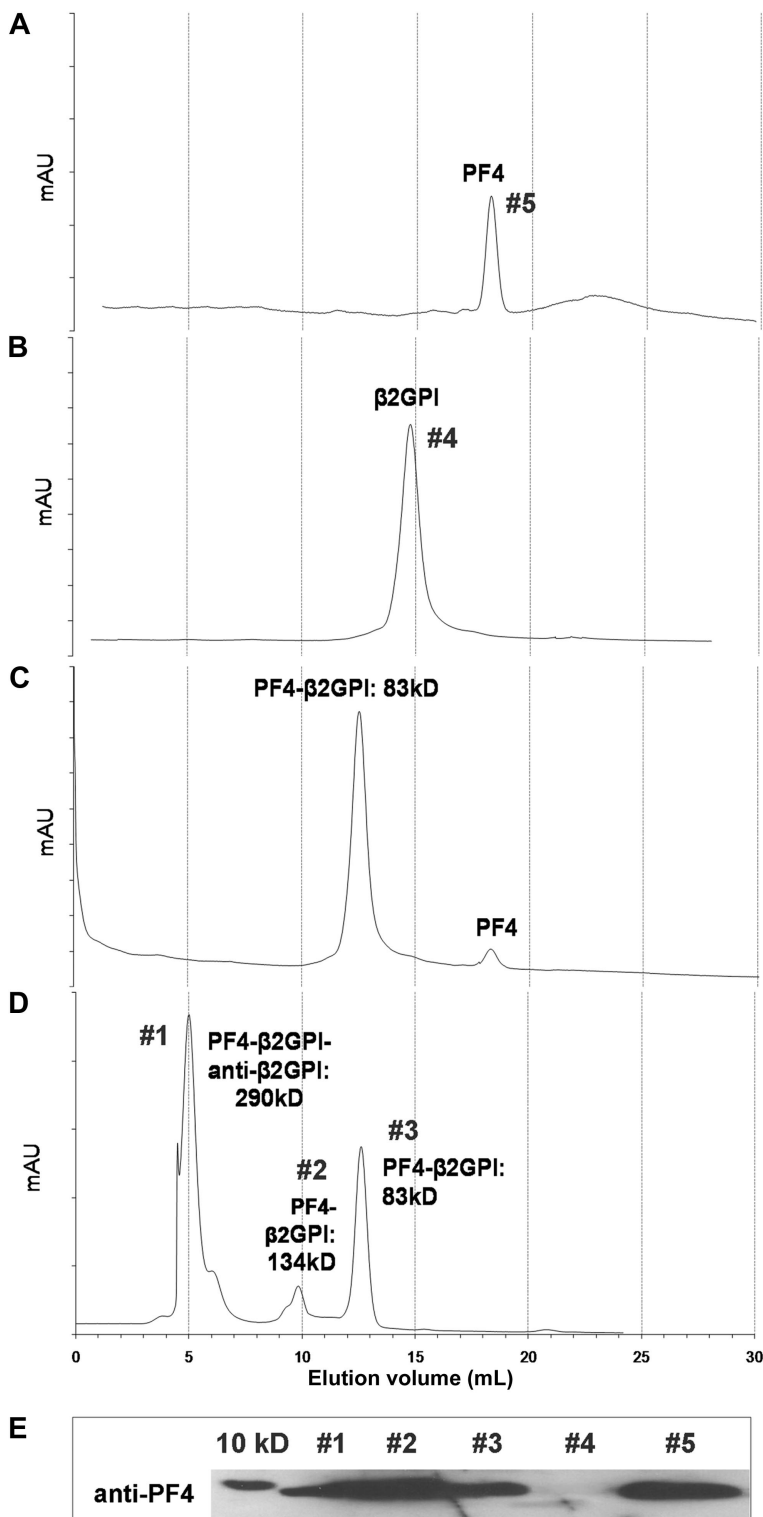 A
mAU
PF4
#5
B
mAU
β2GPI
#4
C
mAU
PF4-β2GPI: 83kD
PF4
D
mAU
#1
PF4-β2GPI-
anti-β2GPI:
290kD
#2
PF4-
β2GPI:
134kD
#3
PF4-β2GPI:
83kD
0 5 10 15 20 25 30
Elution volume (mL)
E
10 kD #1 #2 #3 #4 #5
anti-PF4